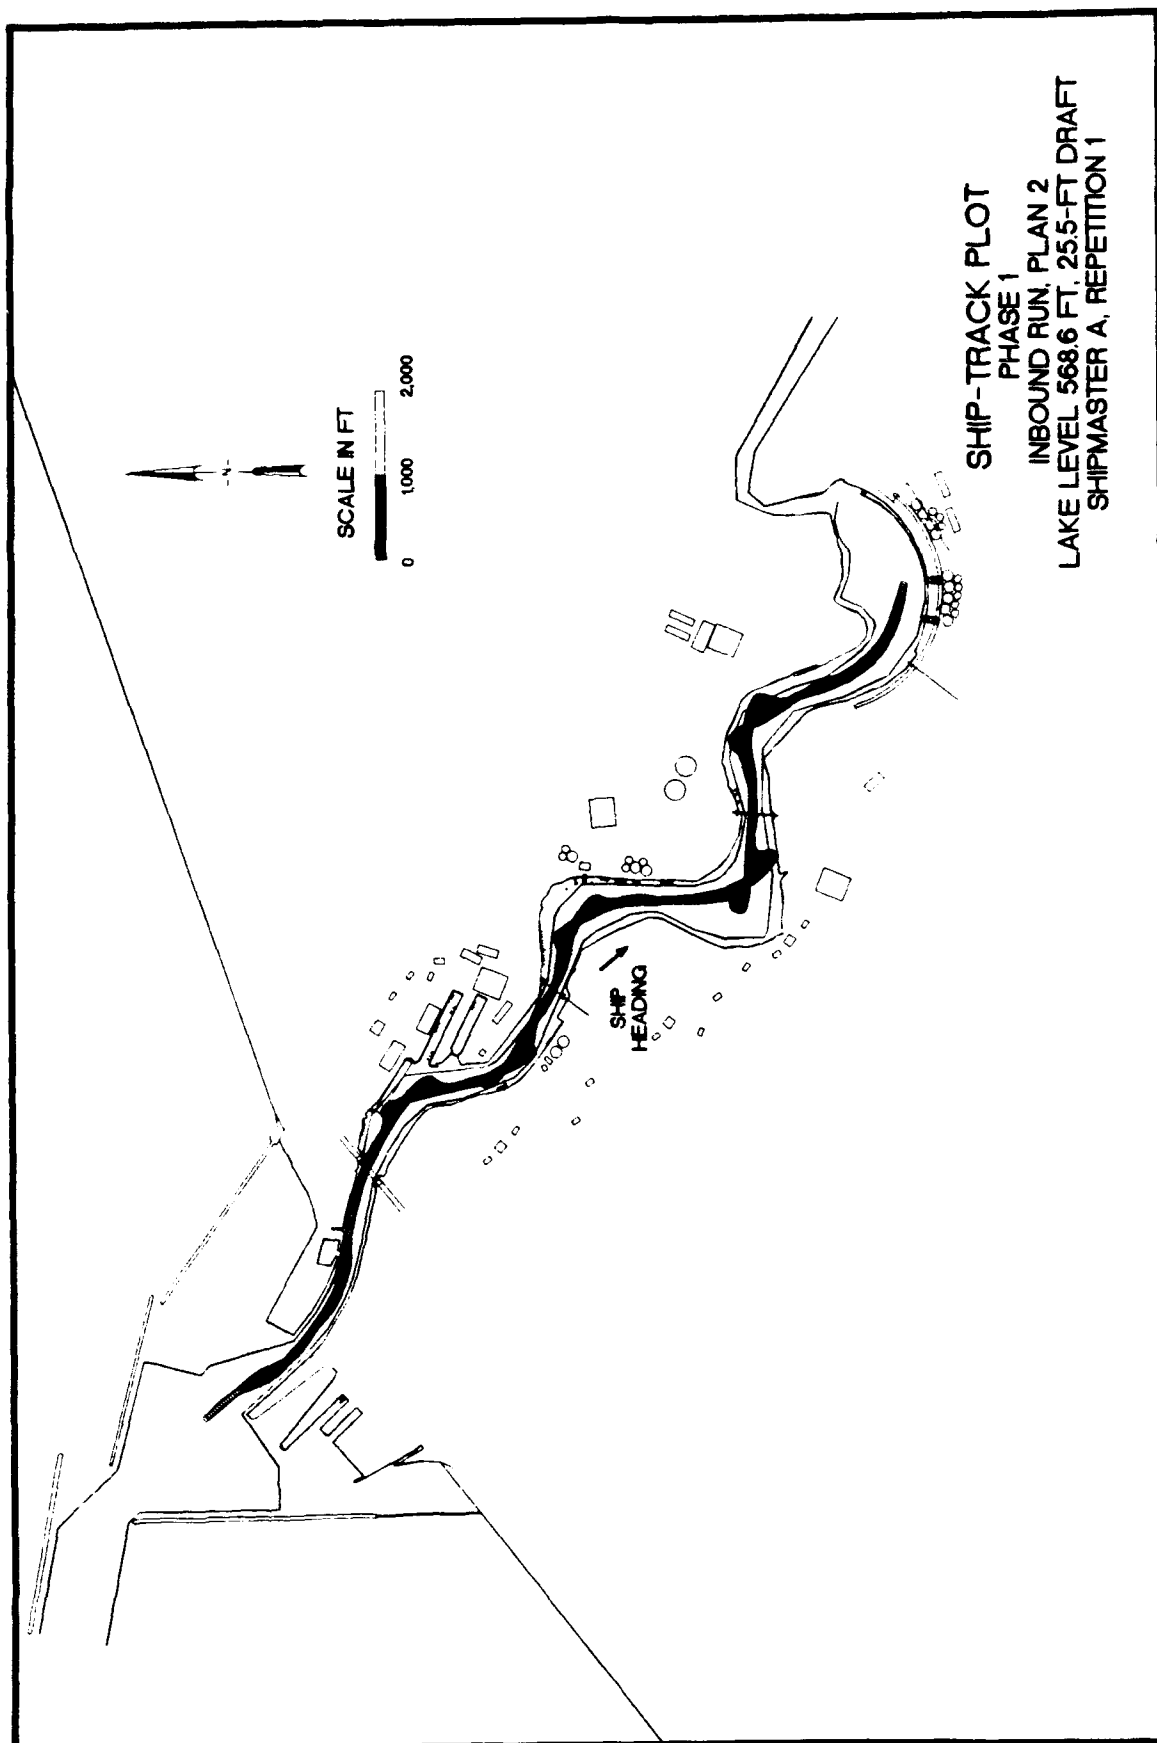 SCALE IN FT
0 1,000 2,000
N
SHIP
HEADING
SHIP-TRACK PLOT
PHASE 1
INBOUND RUN, PLAN 2
LAKE LEVEL 568.6 FT, 25.5-FT DRAFT
SHIPMASTER A, REPETITION 1